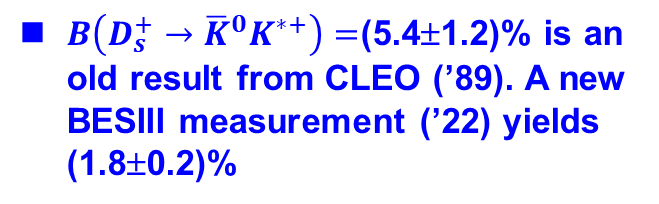 ■ B(D_s^+ → K̄^0 K^{*+}) =(5.4±1.2)% is an
old result from CLEO ('89). A new
BESIII measurement ('22) yields
(1.8±0.2)%